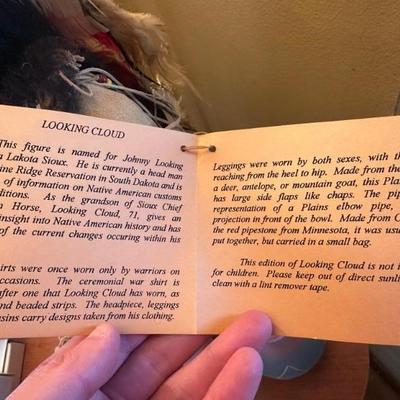 LOOKING CLOUD
This figure is named for Johnny Looking
a Lakota Sioux. He is currently a head man
ine Ridge Reservation in South Dakota and is
of information on Native American customs
ditions. As the grandson of Sioux Chief
n Horse, Looking Cloud, 71, gives an
insight into Native American history and has
of the current changes occuring within his
irts were once worn only by warriors on
ccasions. The ceremonial war shirt is
after one that Looking Cloud has worn, as
nd beaded strips. The headpiece, leggings
asins carry designs taken from his clothing.
Leggings were worn by both sexes, with th
reaching from the heel to hip. Made from the
a deer, antelope, or mountain goat, this Plai
has large side flaps like chaps. The pip
representation of a Plains elbow pipe,
projection in front of the bowl. Made from C
the red pipestone from Minnesota, it was usu
put together, but carried in a small bag.
This edition of Looking Cloud is not i
for children. Please keep out of direct sunli
clean with a lint remover tape.